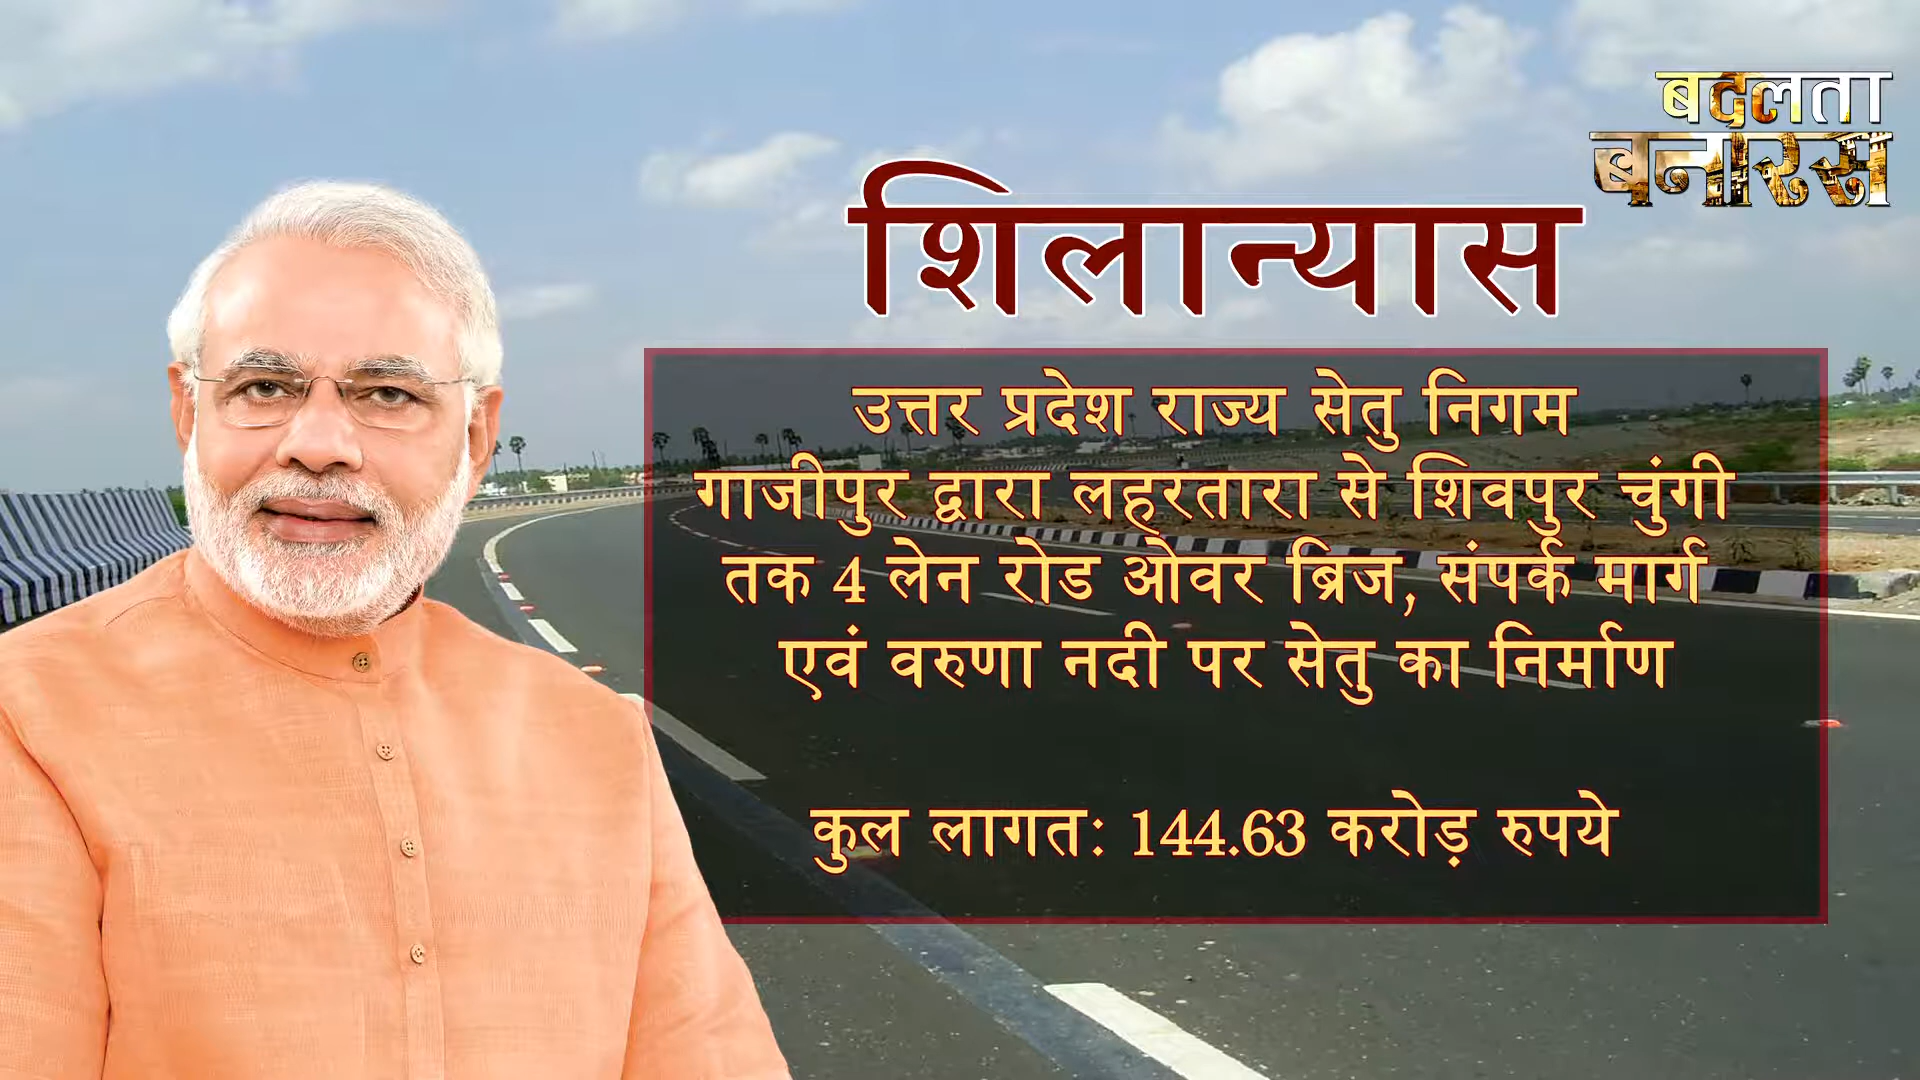 बदलता
बनारस
शिलान्यास
उत्तर प्रदेश राज्य सेतु निगम
गाजीपुर द्वारा लहरतारा से शिवपुर चुंगी
तक 4 लेन रोड ओवर ब्रिज, संपर्क मार्ग
एवं वरुणा नदी पर सेतु का निर्माण
कुल लागत: 144.63 करोड़ रुपये